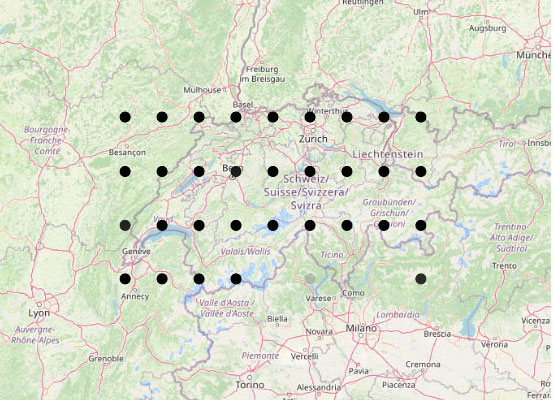 Reutlingen
Ulm
Augsburg
Münche
Freiburg
im Breisgau
Mulhouse
Basel
Winterthur
Zürich
Bourgogne-
Franche-
Comté
Besançon
Liechtenstein
Tirol
Innsb
Schweiz/
Suisse/Svizzera/
Svizra
Graubünden/
Grischun/
Vaud
Genève
Valais/Wallis
Ticino
Trentino-
Alto Adige/
Südtirol
Trento
Annecy
Valle d'Aosta/
Vallée d'Aoste
Varese
Como
Lyon
Biella
Milano
Lombardia
Brescia
Vicenza
Verona
Auvergne-
Rhône-Alpes
Novara
Vercelli
Grenoble
Piemonte
Pavia
Cremona
Piacenza
Torino
Alessandria